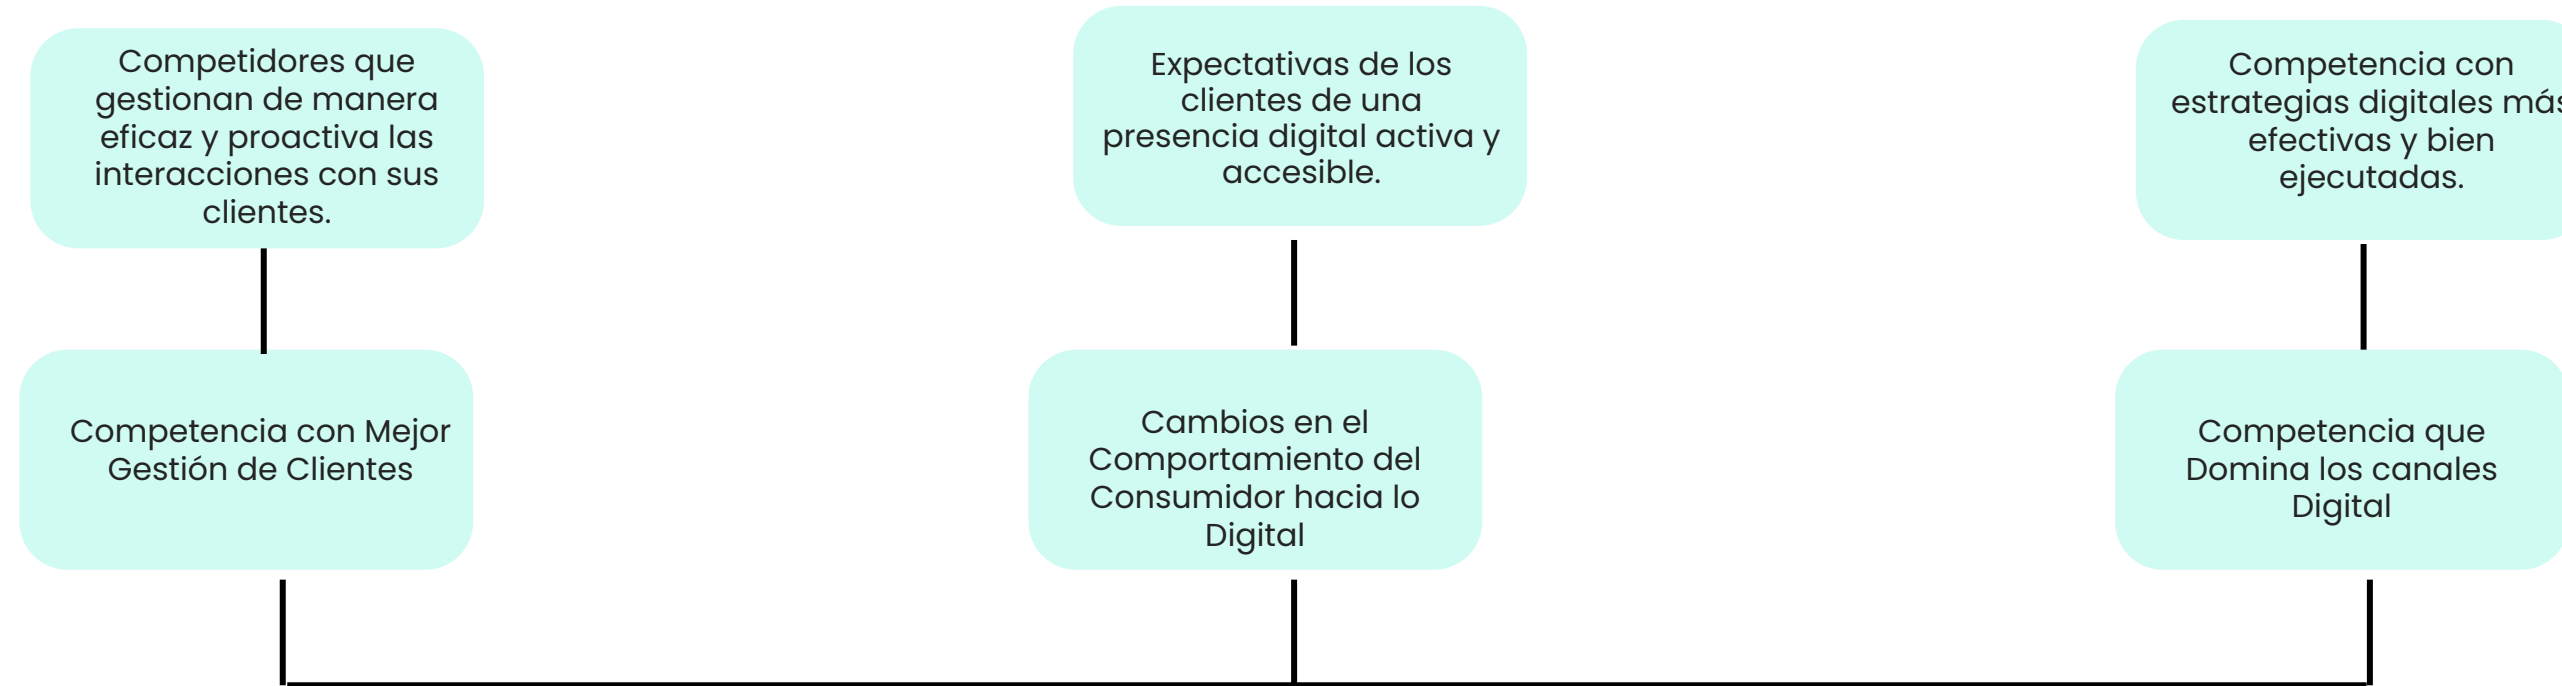 Competidores que
gestionan de manera
eficaz y proactiva las
interacciones con sus
clientes.
Expectativas de los
clientes de una
presencia digital activa y
accesible.
Competencia con
estrategias digitales más
efectivas y bien
ejecutadas.
Competencia con Mejor
Gestión de Clientes
Cambios en el
Comportamiento del
Consumidor hacia lo
Digital
Competencia que
Domina los canales
Digital